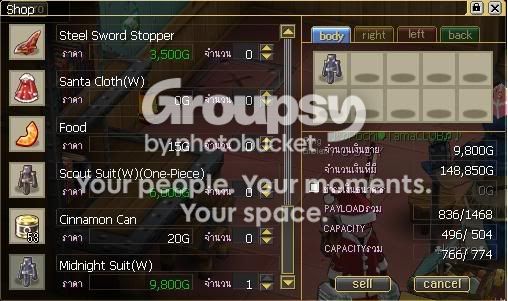 Shop
body right left back
Steel Sword Stopper
ราคา 3,500G จำนวน 0
Santa Cloth(W)
ราคา 0G จำนวน 0
Food
ราคา 15G จำนวน 0
Scout Suit(W)(One-Piece)
ราคา 6,000G จำนวน 0
Cinnamon Can
53
ราคา 20G จำนวน 0
Midnight Suit(W)
ราคา 9,800G จำนวน 1
Groupsy
by photobucket
Your people. Your moments.
Your space.
TamaCLUB
จำนวนเงินขาย 9,800G
จำนวนเงินที่มี 148,850G
0G
PAYLOADรวม 836/1468
CAPACITY 496/ 504
CAPACITYรวม 766/ 774
sell cancel